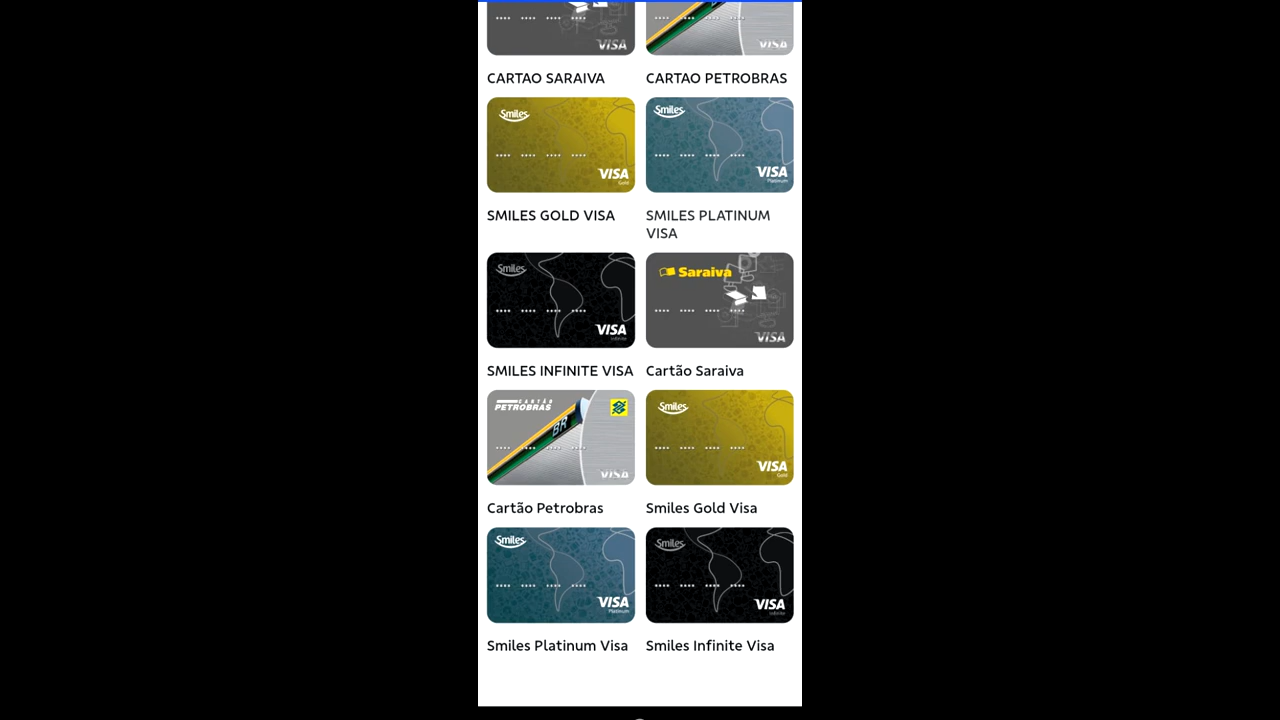 VISA
VISA
CARTAO SARAIVA
CARTAO PETROBRAS
Smiles
VISA
Gold
Smiles
VISA
Platinum
SMILES GOLD VISA
SMILES PLATINUM
VISA
Smiles
VISA
Infinite
Saraiva
VISA
SMILES INFINITE VISA
Cartão Saraiva
CARTÃO
PETROBRAS
BR
VISA
Smiles
VISA
Gold
Cartão Petrobras
Smiles Gold Visa
Smiles
VISA
Platinum
Smiles
VISA
Infinite
Smiles Platinum Visa
Smiles Infinite Visa